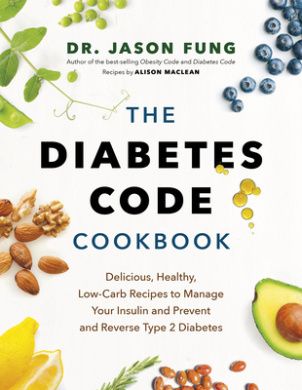 DR. JASON FUNG
Author of the best-selling Obesity Code and Diabetes Code
Recipes by ALISON MACLEAN
THE
DIABETES
CODE
COOKBOOK
Delicious, Healthy,
Low-Carb Recipes to Manage
Your Insulin and Prevent
and Reverse Type 2 Diabetes